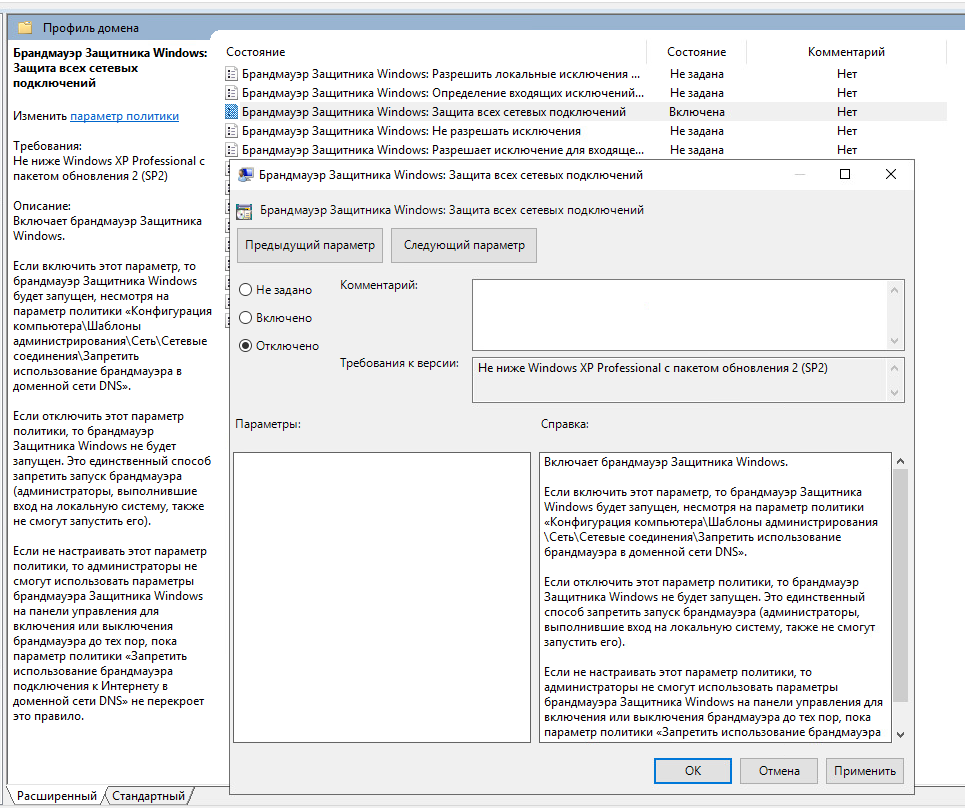 Профиль домена
Брандмауэр Защитника Windows:
Защита всех сетевых
подключений
Изменить параметр политики
Требования:
Не ниже Windows XP Professional с
пакетом обновления 2 (SP2)
Описание:
Включает брандмауэр Защитника
Windows.
Если включить этот параметр, то
брандмауэр Защитника Windows
будет запущен, несмотря на
параметр политики «Конфигурация
компьютера\Шаблоны
администрирования\Сеть\Сетевые
соединения\Запретить
использование брандмауэра в
доменной сети DNS».
Если отключить этот параметр
политики, то брандмауэр
Защитника Windows не будет
запущен. Это единственный способ
запретить запуск брандмауэра
(администраторы, выполнившие
вход на локальную систему, также
не смогут запустить его).
Если не настраивать этот параметр
политики, то администраторы не
смогут использовать параметры
брандмауэра Защитника Windows
на панели управления для
включения или выключения
брандмауэра до тех пор, пока
параметр политики «Запретить
использование брандмауэра
подключения к Интернету в
доменной сети DNS» не перекроет
это правило.
Состояние Состояние Комментарий
Брандмауэр Защитника Windows: Разрешить локальные исключения ... Не задана Нет
Брандмауэр Защитника Windows: Определение входящих исключений... Не задана Нет
Брандмауэр Защитника Windows: Защита всех сетевых подключений Включена Нет
Брандмауэр Защитника Windows: Не разрешать исключения Не задана Нет
Брандмауэр Защитника Windows: Разрешает исключение для входяще... Не задана Нет
Брандмауэр Защитника Windows: Защита всех сетевых подключений
Брандмауэр Защитника Windows: Защита всех сетевых подключений
Предыдущий параметр Следующий параметр
Не задано
Включено
Отключено
Комментарий:
Требования к версии:
Не ниже Windows XP Professional с пакетом обновления 2 (SP2)
Параметры:
Справка:
Включает брандмауэр Защитника Windows.
Если включить этот параметр, то брандмауэр Защитника
Windows будет запущен, несмотря на параметр политики
«Конфигурация компьютера\Шаблоны администрирования
\Сеть\Сетевые соединения\Запретить использование
брандмауэра в доменной сети DNS».
Если отключить этот параметр политики, то брандмауэр
Защитника Windows не будет запущен. Это единственный
способ запретить запуск брандмауэра (администраторы,
выполнившие вход на локальную систему, также не смогут
запустить его).
Если не настраивать этот параметр политики, то
администраторы не смогут использовать параметры
брандмауэра Защитника Windows на панели управления для
включения или выключения брандмауэра до тех пор, пока
параметр политики «Запретить использование брандмауэра
ОК Отмена Применить
Расширенный Стандартный